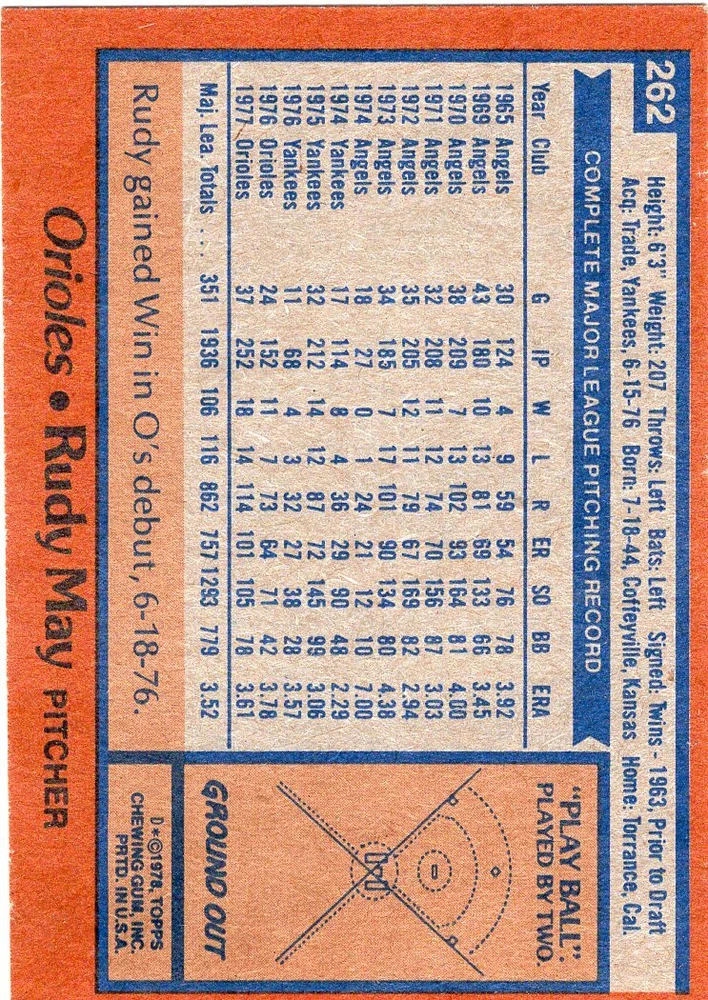 262
Height: 6'3" Weight: 207 Throws: Left Bats: Left Signed: Twins - 1963, Prior to Draft
Acq: Trade, Yankees, 6-15-76 Born: 7-18-44, Coffeyville, Kansas Home: Torrance, Cal.
COMPLETE MAJOR LEAGUE PITCHING RECORD
Year Club G IP W L R ER SO BB ERA
1965 Angels 30 124 4 9 59 54 76 78 3.92
1969 Angels 43 180 10 13 81 69 133 66 3.45
1970 Angels 38 209 7 13 102 93 164 81 4.00
1971 Angels 32 208 11 12 74 70 156 87 3.03
1972 Angels 35 205 12 11 79 67 169 82 2.94
1973 Angels 34 185 7 17 101 90 134 80 4.38
1974 Angels 18 27 0 1 24 21 12 10 7.00
1974 Yankees 17 114 8 4 36 29 90 48 2.29
1975 Yankees 32 212 14 12 87 72 145 99 3.06
1976 Yankees 11 68 4 3 32 27 38 28 3.57
1976 Orioles 24 152 11 7 73 64 71 42 3.78
1977 Orioles 37 252 18 14 114 101 105 78 3.61
Maj. Lea. Totals ... 351 1936 106 116 862 757 1293 779 3.52
Rudy gained Win in O's debut, 6-18-76.
"PLAY BALL":
PLAYED BY TWO.
GROUND OUT
D*©1978, TOPPS
CHEWING GUM, INC.
PRTD. IN U.S.A.
Orioles • Rudy May PITCHER